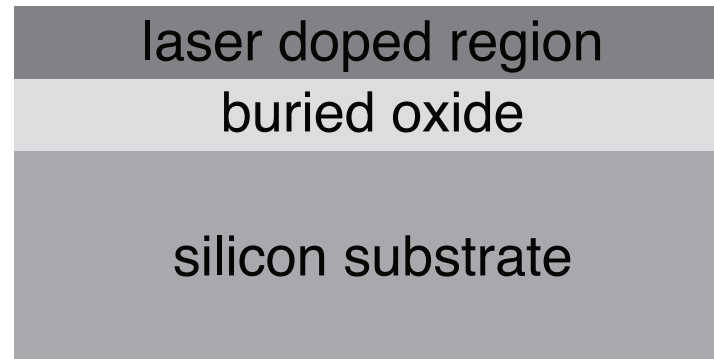 laser doped region
buried oxide
silicon substrate